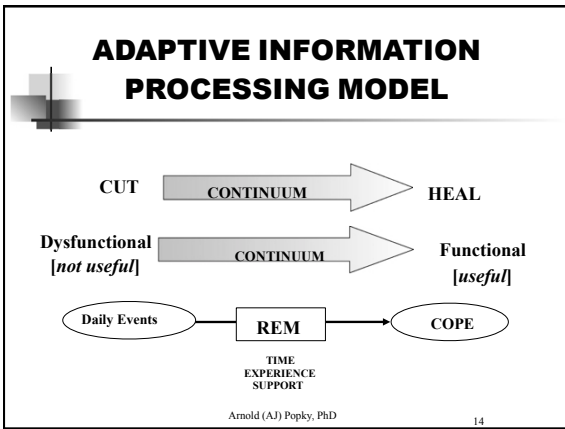 ADAPTIVE INFORMATION
PROCESSING MODEL
CUT CONTINUUM HEAL
Dysfunctional
[not useful]
CONTINUUM
Functional
[useful]
Daily Events REM COPE
TIME
EXPERIENCE
SUPPORT
Arnold (AJ) Popky, PhD
14